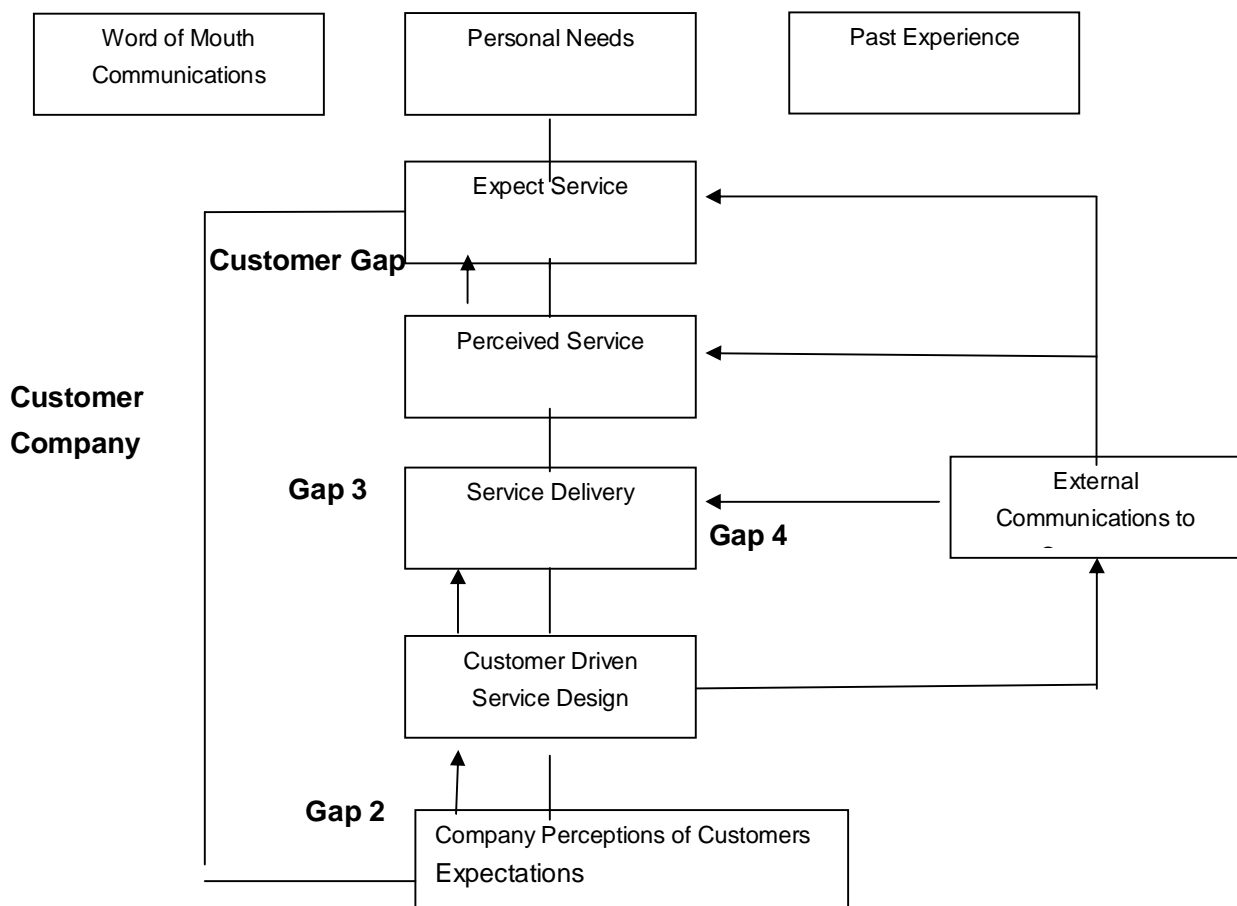 Word of Mouth
Communications
Personal Needs
Past Experience
Expect Service
Customer Gap
Perceived Service
Customer
Company
Gap 3
Service Delivery
Gap 4
External
Communications to
Customer Driven
Service Design
Gap 2
Company Perceptions of Customers
Expectations